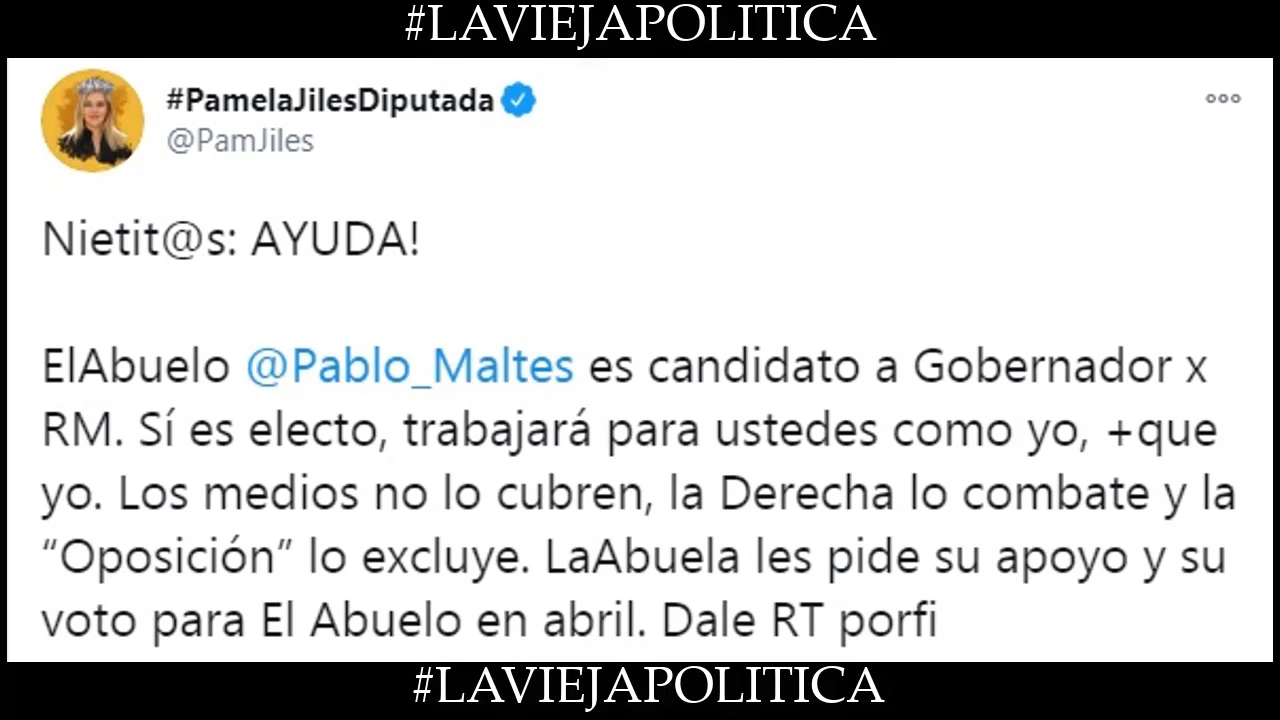 #LAVIEJAPOLITICA
#PamelaJilesDiputada
@PamJiles
Nietit@s: AYUDA!
ElAbuelo @Pablo_Maltes es candidato a Gobernador x
RM. Sí es electo, trabajará para ustedes como yo, +que
yo. Los medios no lo cubren, la Derecha lo combate y la
“Oposición” lo excluye. LaAbuela les pide su apoyo y su
voto para El Abuelo en abril. Dale RT porfi
#LAVIEJAPOLITICA